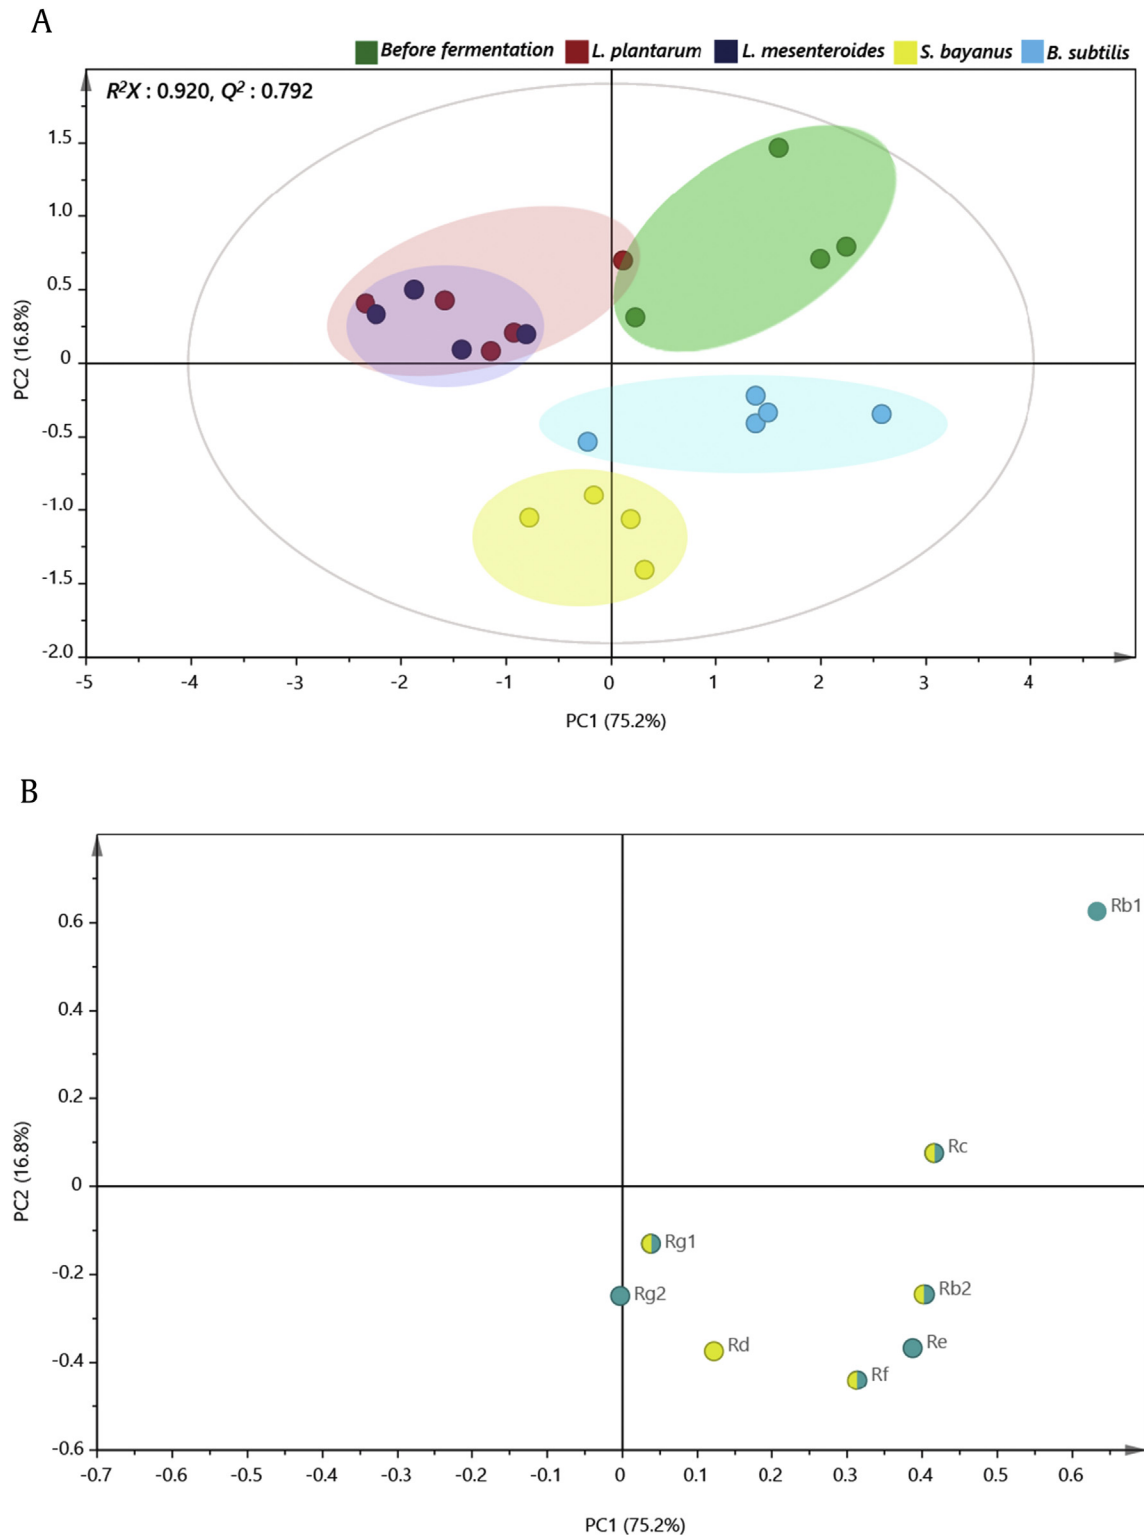 A
Before fermentation L. plantarum L. mesenteroides S. bayanus B. subtilis
R²X : 0.920, Q² : 0.792
1.5
1.0
0.5
0
-0.5
-1.0
-1.5
-2.0
PC2 (16.8%)
-5 -4 -3 -2 -1 0 1 2 3 4
PC1 (75.2%)
B
Rb1
0.6
0.4
0.2
Rc
0
Rg1
-0.2
Rg2
Rb2
Rd
Re
-0.4
Rf
-0.6
PC2 (16.8%)
-0.7 -0.6 -0.5 -0.4 -0.3 -0.2 -0.1 0 0.1 0.2 0.3 0.4 0.5 0.6
PC1 (75.2%)